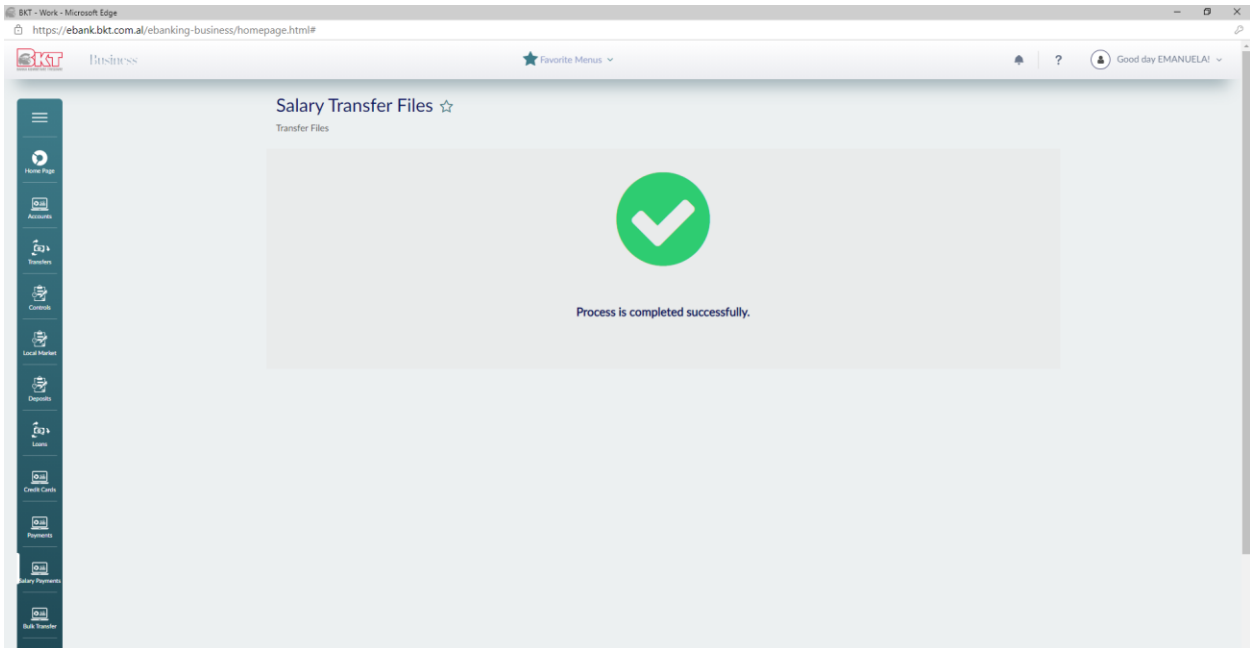 BKT - Work - Microsoft Edge
https://ebank.bkt.com.al/ebanking-business/homepage.html#
BKT
Business
Favorite Menus
?
Good day EMANUELA!
Salary Transfer Files
Transfer Files
Home Page
Accounts
Transfers
Controls
Local Market
Deposits
Loans
Credit Cards
Payments
Salary Payments
Bulk Transfer
Process is completed successfully.